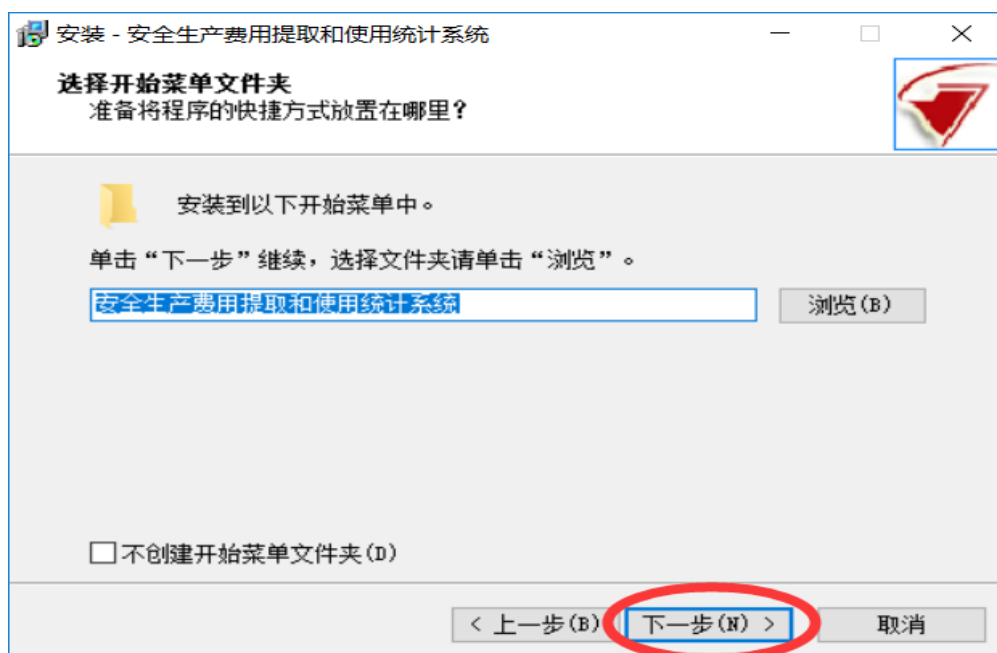 安装 - 安全生产费用提取和使用统计系统
选择开始菜单文件夹
准备将程序的快捷方式放置在哪里?
安装到以下开始菜单中。
单击“下一步”继续，选择文件夹请单击“浏览”。
安全生产费用提取和使用统计系统
浏览(B)
不创建开始菜单文件夹(D)
< 上一步(B)
下一步(N) >
取消